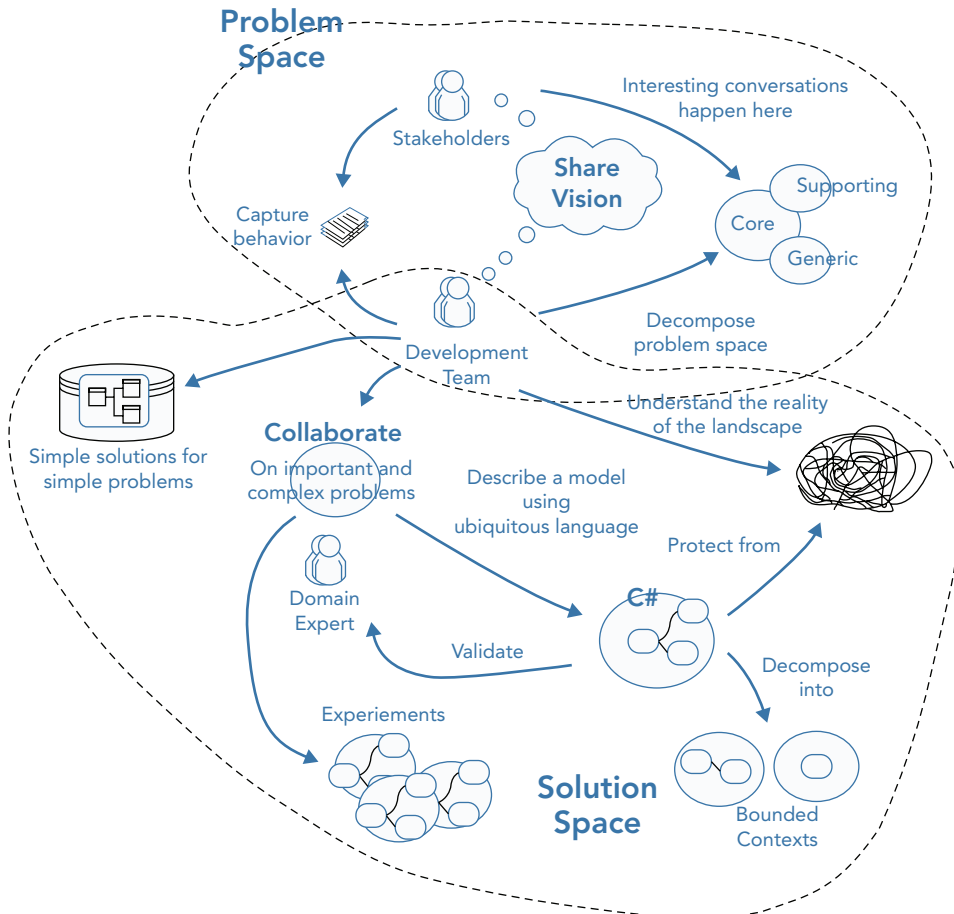 Problem
Space
Interesting conversations
happen here
Stakeholders
Share
Vision
Supporting
Core
Capture
behavior
Generic
Decompose
problem space
Development
Team
Understand the reality
of the landscape
Collaborate
Simple solutions for
simple problems
On important and
complex problems
Describe a model
using
ubiquitous language
Protect from
Domain
Expert
C#
Validate
Decompose
into
Experiements
Solution
Space
Bounded
Contexts